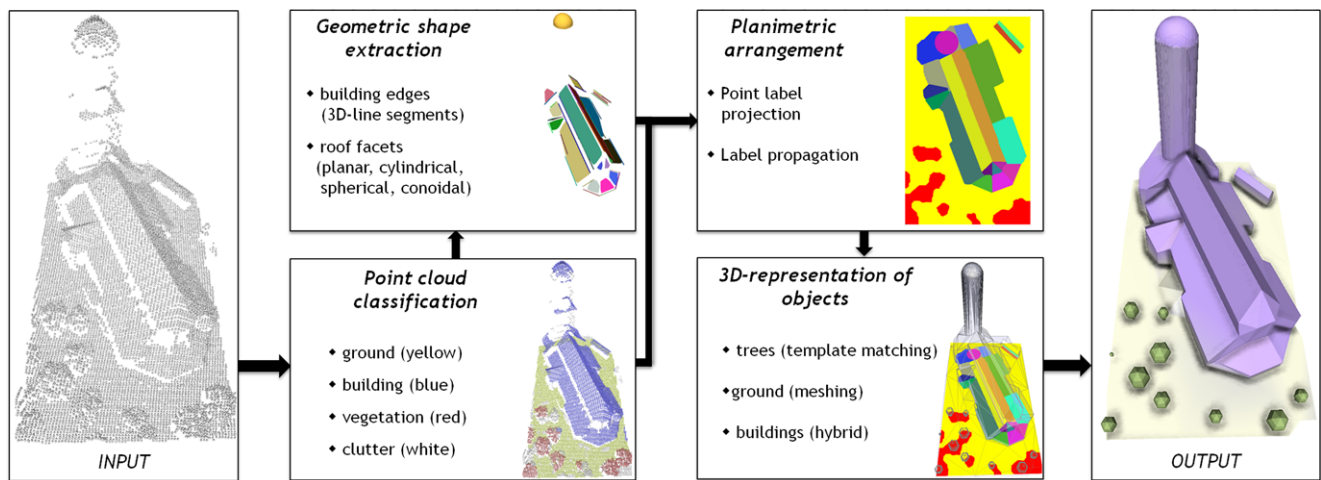 INPUT
Geometric shape
extraction
◆ building edges
(3D-line segments)
◆ roof facets
(planar, cylindrical,
spherical, conoidal)
Point cloud
classification
◆ ground (yellow)
◆ building (blue)
◆ vegetation (red)
◆ clutter (white)
Planimetric
arrangement
◆ Point label
projection
◆ Label propagation
3D-representation of
objects
◆ trees (template matching)
◆ ground (meshing)
◆ buildings (hybrid)
OUTPUT